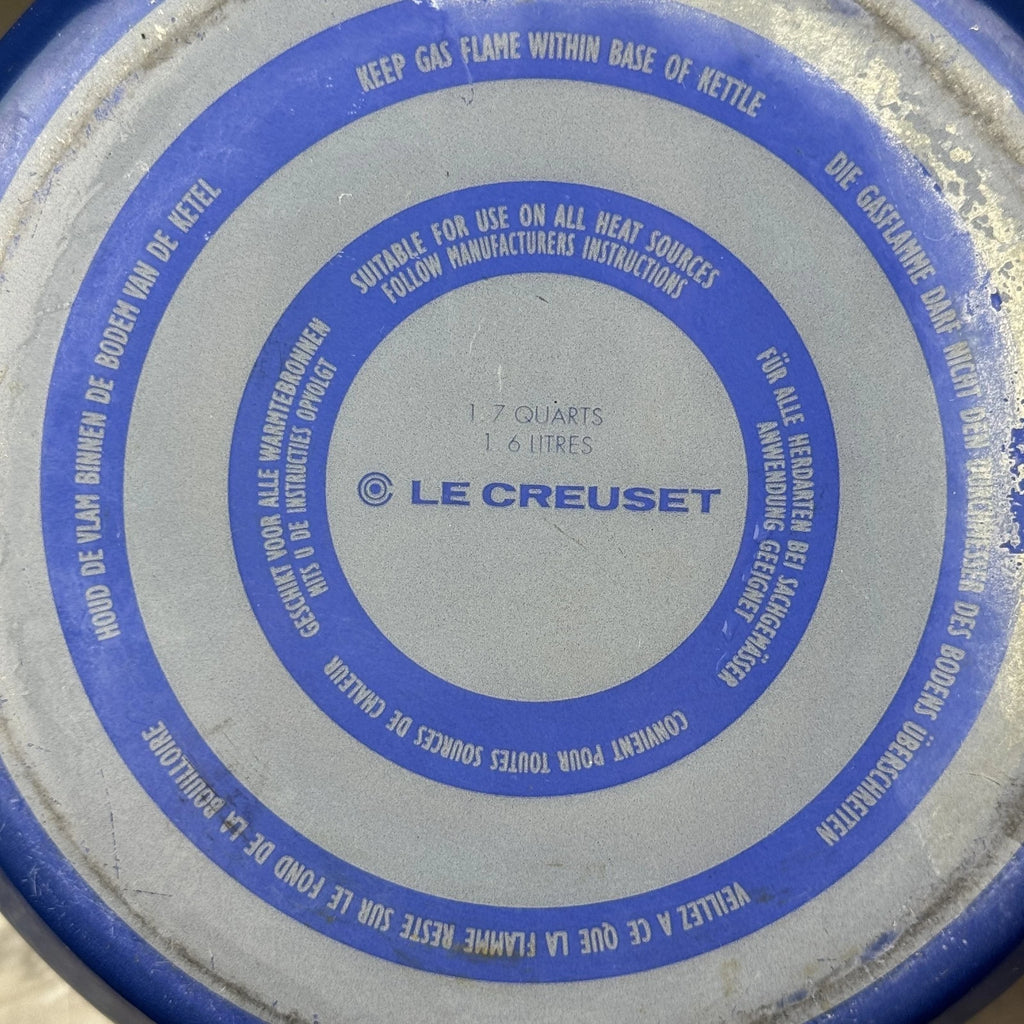 KEEP GAS FLAME WITHIN BASE OF KETTLE
DIE GASFLAMME DARF NICHT DEN DURCHMESSER DES BODENS ÜBERSCHREITEN
VEILLEZ A CE QUE LA FLAMME RESTE SUR LE FOND DE LA BOUILLOIRE
HOUD DE VLAM BINNEN DE BODEM VAN DE KETEL
SUITABLE FOR USE ON ALL HEAT SOURCES
FOLLOW MANUFACTURERS INSTRUCTIONS
FÜR ALLE HERDARTEN BEI SACHGEMÄSSER
ANWENDUNG GEEIGNET
CONVIENT POUR TOUTES SOURCES DE CHALEUR
GESCHIKT VOOR ALLE WARMTEBRONNEN
MITS U DE INSTRUCTIES OPVOLGT
1.7 QUARTS
1.6 LITRES
LE CREUSET